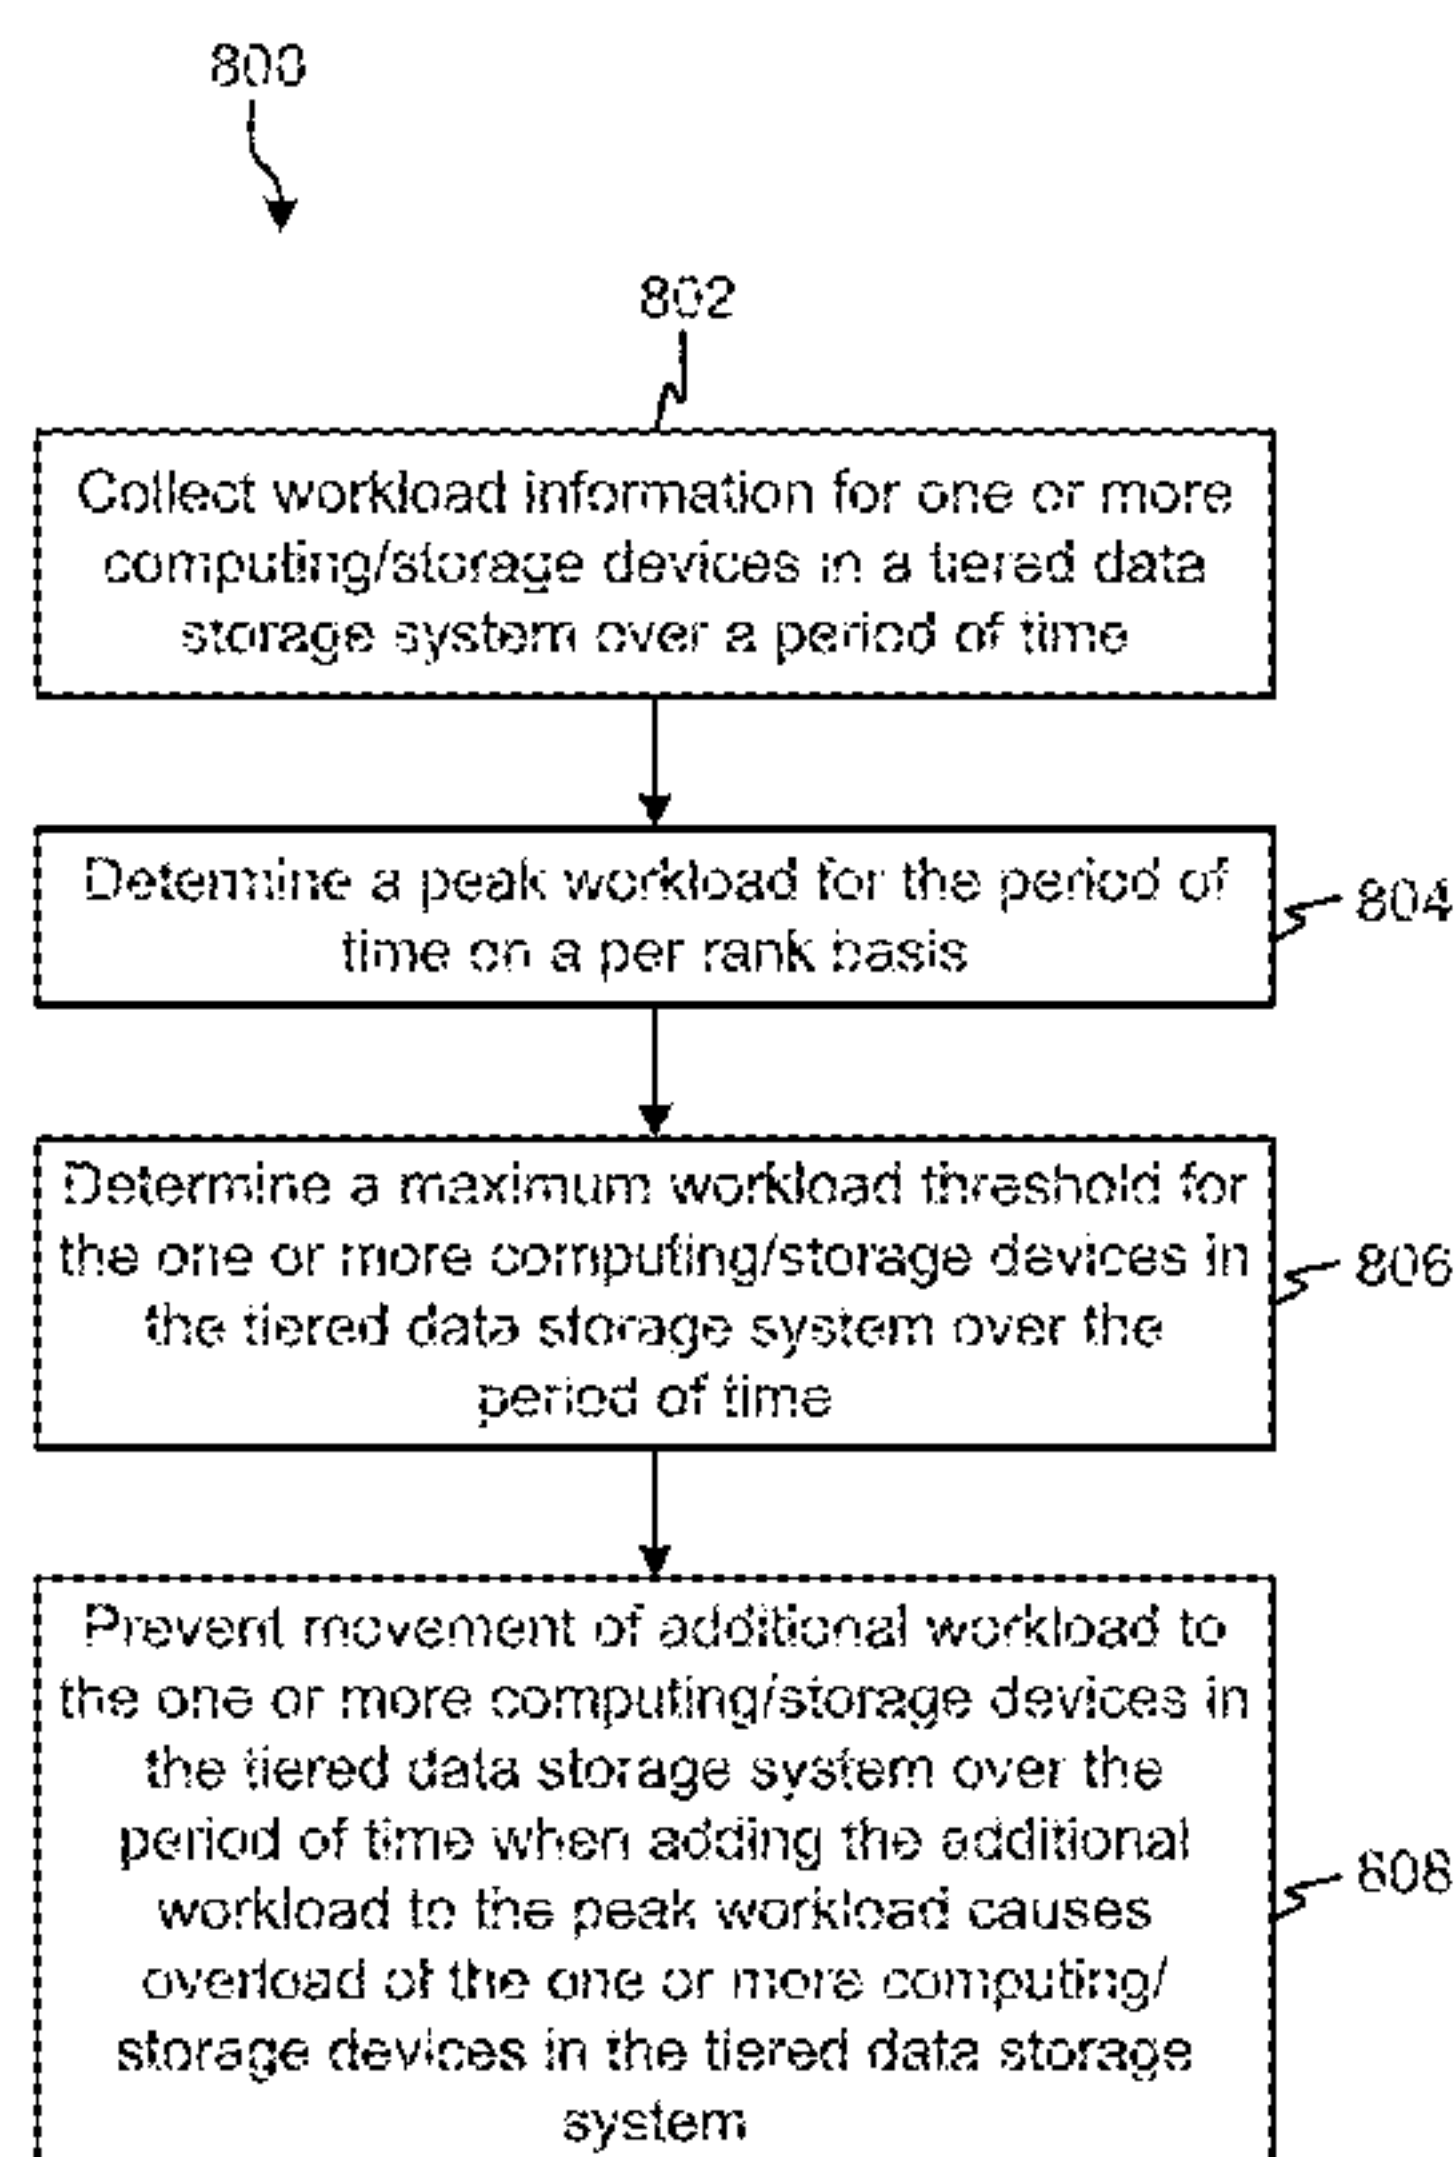 800
802
Collect workload information for one or more
computing/storage devices in a tiered data
storage system over a period of time
Determine a peak workload for the period of
time on a per rank basis
804
Determine a maximum workload threshold for
the one or more computing/storage devices in
the tiered data storage system over the
period of time
806
Prevent movement of additional workload to
the one or more computing/storage devices in
the tiered data storage system over the
period of time when adding the additional
workload to the peak workload causes
overload of the one or more computing/
storage devices in the tiered data storage
system
808